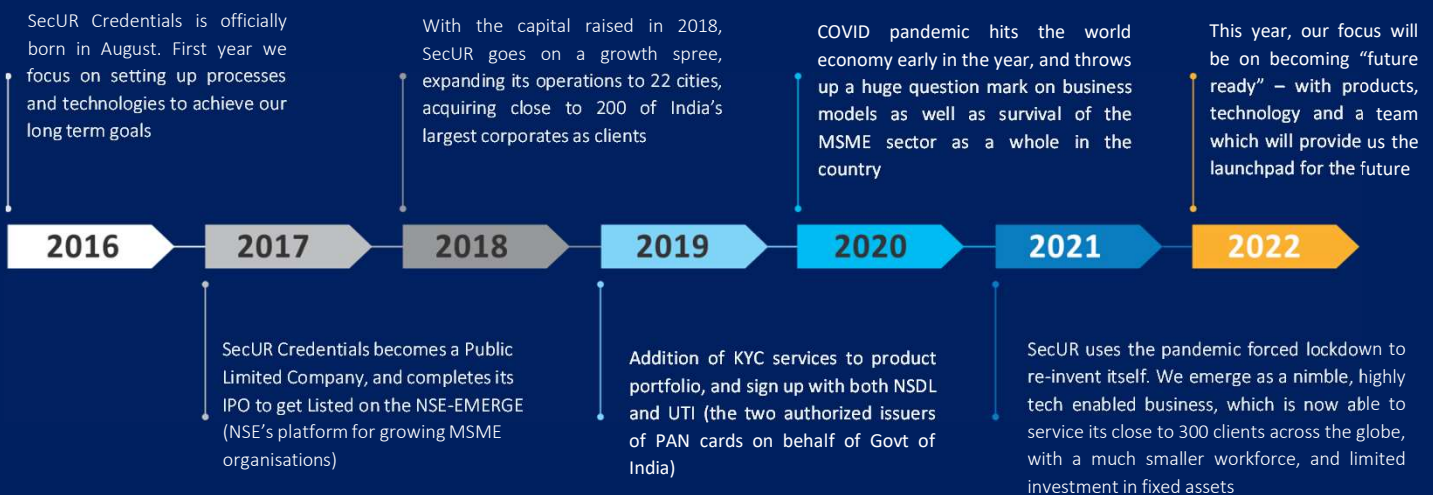 SecUR Credentials is officially
born in August. First year we
focus on setting up processes
and technologies to achieve our
long term goals
With the capital raised in 2018,
SecUR goes on a growth spree,
expanding its operations to 22 cities,
acquiring close to 200 of India's
largest corporates as clients
COVID pandemic hits the world
economy early in the year, and throws
up a huge question mark on business
models as well as survival of the
MSME sector as a whole in the
country
This year, our focus will
be on becoming “future
ready” – with products,
technology and a team
which will provide us the
launchpad for the future
2016
2017
2018
2019
2020
2021
2022
SecUR Credentials becomes a Public
Limited Company, and completes its
IPO to get Listed on the NSE-EMERGE
(NSE's platform for growing MSME
organisations)
Addition of KYC services to product
portfolio, and sign up with both NSDL
and UTI (the two authorized issuers
of PAN cards on behalf of Govt of
India)
SecUR uses the pandemic forced lockdown to
re-invent itself. We emerge as a nimble, highly
tech enabled business, which is now able to
service its close to 300 clients across the globe,
with a much smaller workforce, and limited
investment in fixed assets